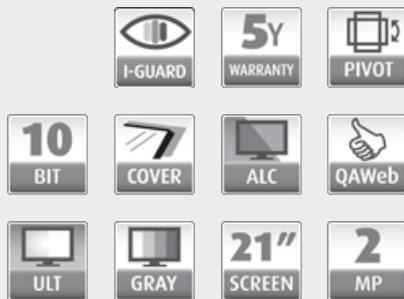 I-GUARD
5Y
WARRANTY
PIVOT
10
BIT
COVER
ALC
QAWeb
ULT
GRAY
21"
SCREEN
2
MP